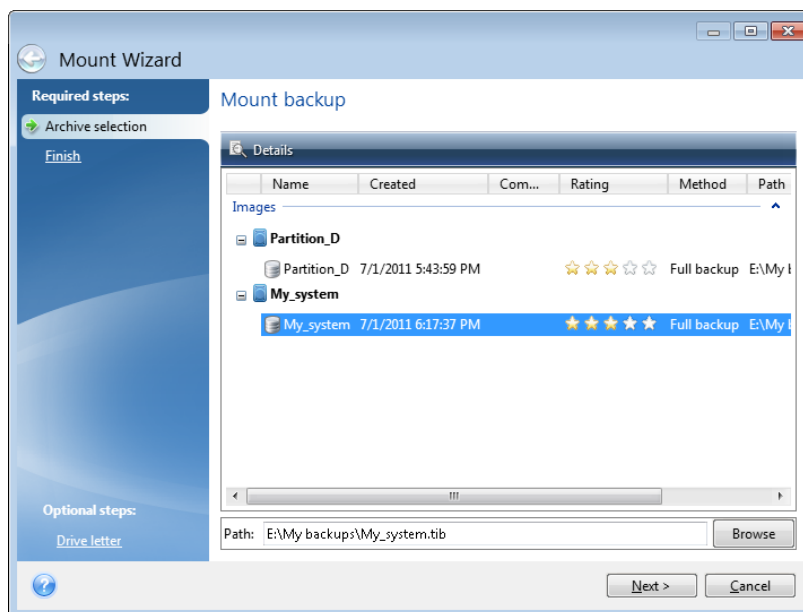 Mount Wizard
Required steps:
Archive selection
Finish
Optional steps:
Drive letter
Mount backup
Details
Name Created Com... Rating Method Path
Images
Partition_D
Partition_D 7/1/2011 5:43:59 PM Full backup E:\My b
My_system
My_system 7/1/2011 6:17:37 PM Full backup E:\My b
Path: E:\My backups\My_system.tib Browse
Next > Cancel